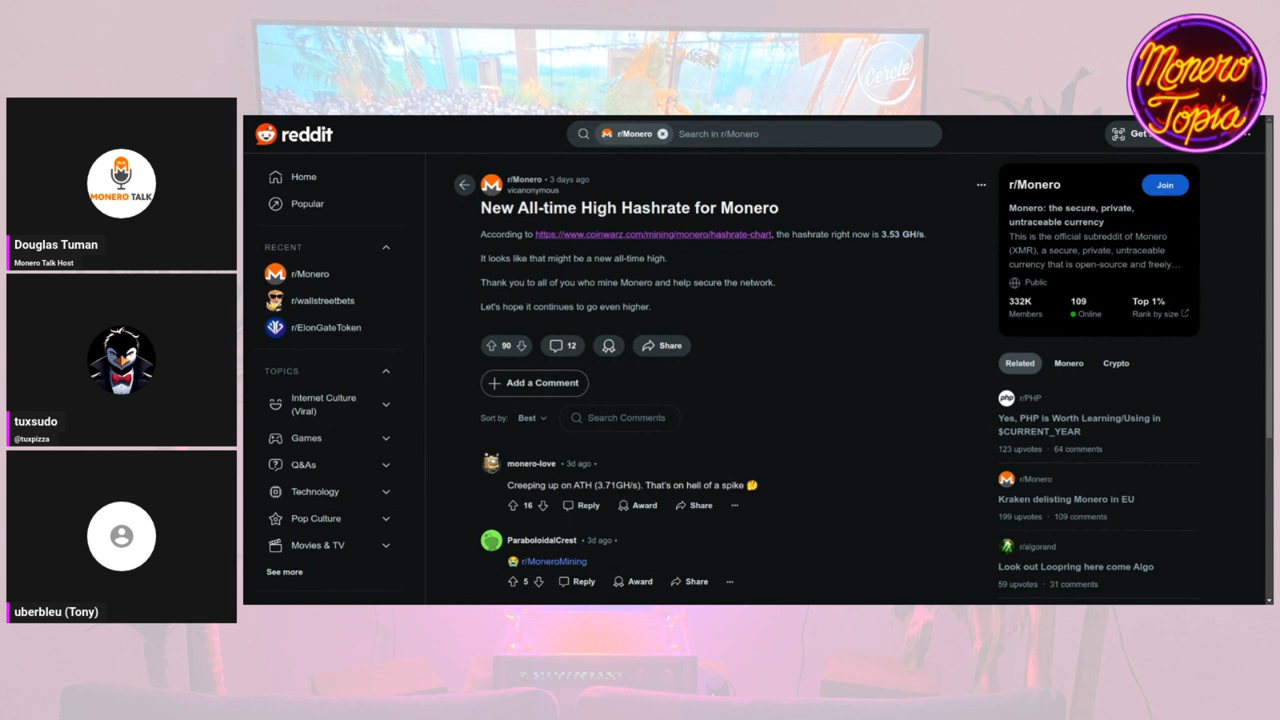 Cercle
Monero
Topia
reddit
r/Monero
Search in r/Monero
Get
MONERO TALK
Douglas Tuman
Monero Talk Host
tuxsudo
@tuxpizza
uberbleu (Tony)
Home
Popular
RECENT
r/Monero
r/wallstreetbets
r/ElonGateToken
TOPICS
Internet Culture
(Viral)
Games
Q&As
Technology
Pop Culture
Movies & TV
See more
r/Monero • 3 days ago
vicanonymous
New All-time High Hashrate for Monero
According to https://www.coinwarz.com/mining/monero/hashrate-chart, the hashrate right now is 3.53 GH/s.
It looks like that might be a new all-time high.
Thank you to all of you who mine Monero and help secure the network.
Let's hope it continues to go even higher.
90
12
Share
Add a Comment
Sort by: Best
Search Comments
monero-love • 3d ago •
Creeping up on ATH (3.71GH/s). That's on hell of a spike 🤔
16 Reply Award Share
ParaboloidalCrest • 3d ago •
😭 r/MoneroMining
5 Reply Award Share
r/Monero
Join
Monero: the secure, private,
untraceable currency
This is the official subreddit of Monero
(XMR), a secure, private, untraceable
currency that is open-source and freely…
Public
332K 109 Top 1%
Members Online Rank by size
Related Monero Crypto
php r/PHP
Yes, PHP is Worth Learning/Using In
$CURRENT_YEAR
123 upvotes · 64 comments
r/Monero
Kraken delisting Monero in EU
199 upvotes · 109 comments
r/algorand
Look out Loopring here come Algo
59 upvotes · 31 comments